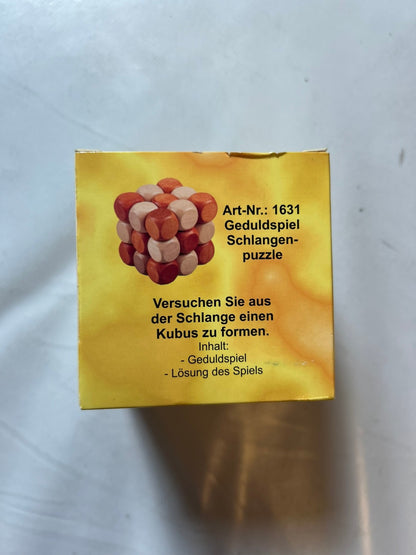 Art-Nr.: 1631
Geduldspiel
Schlangen-
puzzle
Versuchen Sie aus
der Schlange einen
Kubus zu formen.
Inhalt:
- Geduldspiel
- Lösung des Spiels